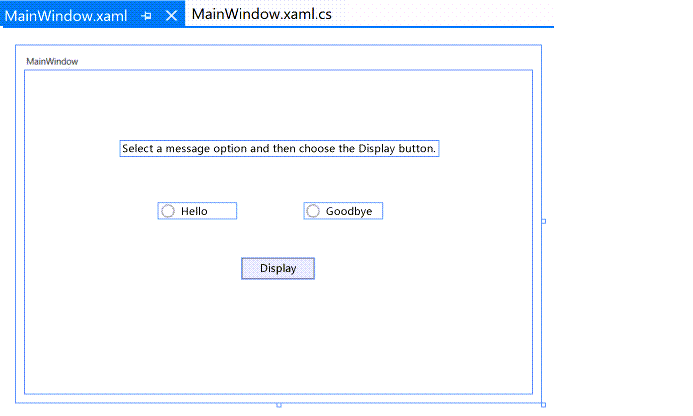 MainWindow.xaml MainWindow.xaml.cs
MainWindow
Select a message option and then choose the Display button.
Hello Goodbye
Display